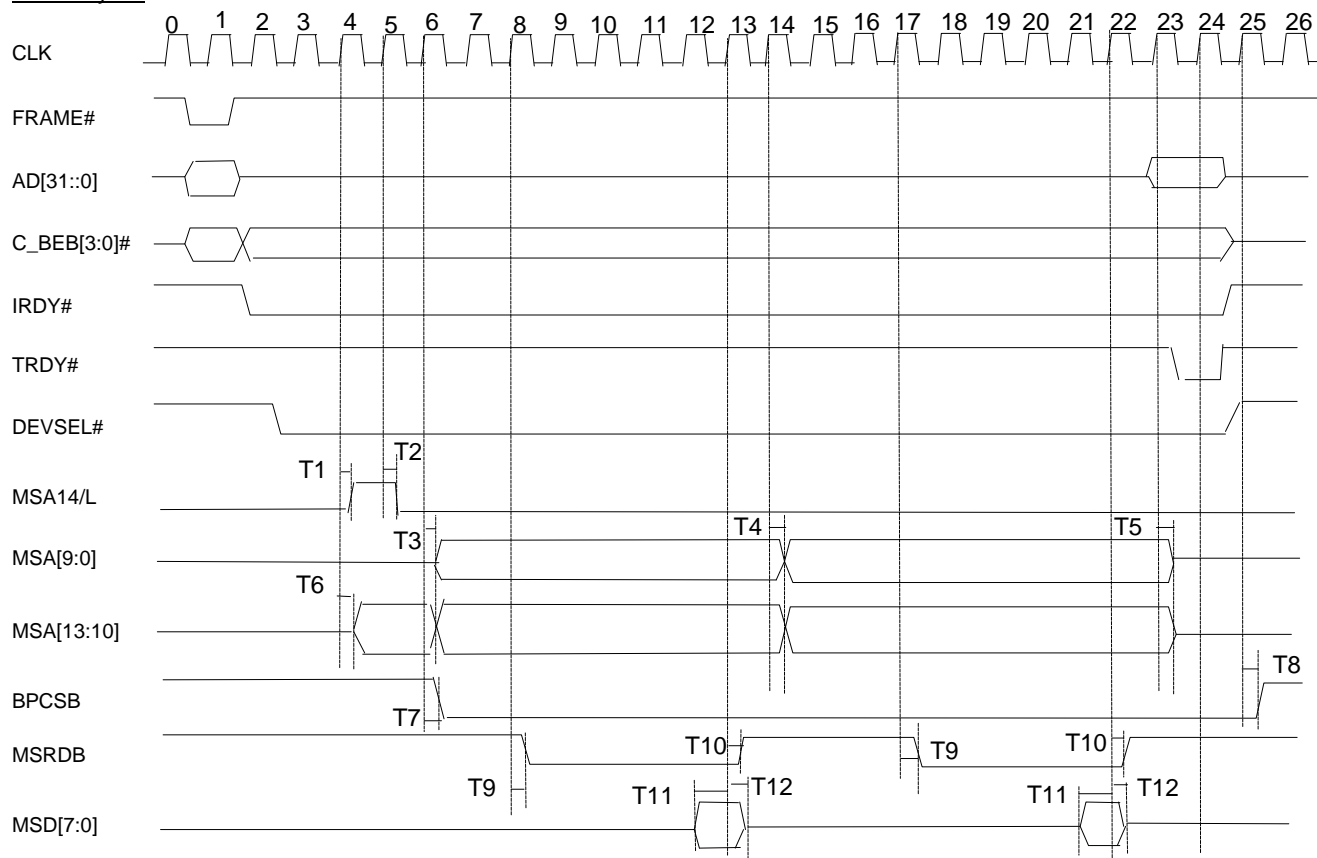 0 1 2 3 4 5 6 7 8 9 10 11 12 13 14 15 16 17 18 19 20 21 22 23 24 25 26
CLK
FRAME#
AD[31::0]
C_BEB[3:0]#
IRDY#
TRDY#
DEVSEL#
T1 T2
MSA14/L
T3 T4 T5
MSA[9:0]
T6
MSA[13:10]
T8
BPCSB
T7
MSRDB T10 T9 T10
T9 T11 T12 T11 T12
MSD[7:0]